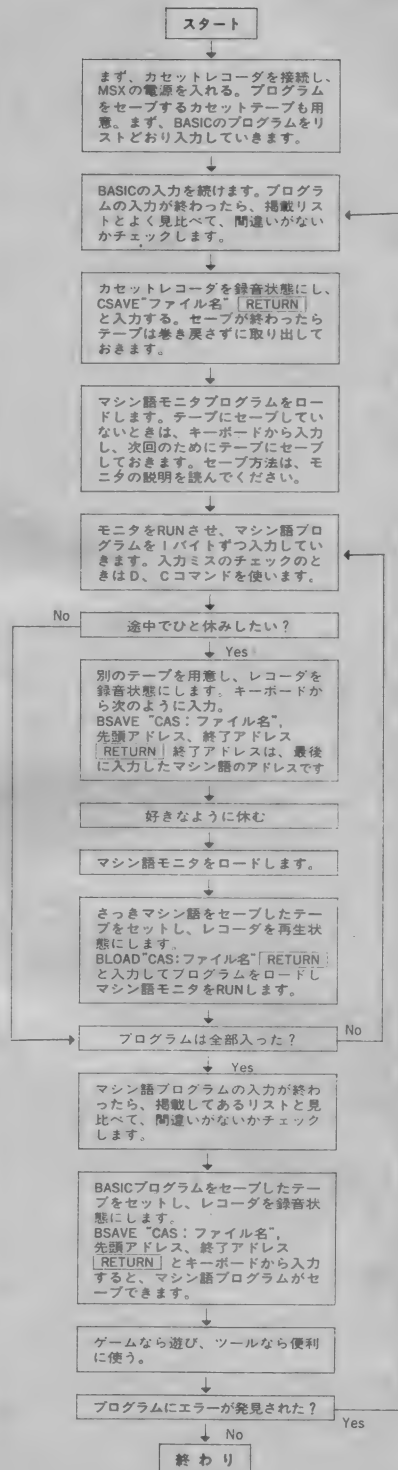 スタート
まず、カセットレコーダを接続し、
MSXの電源を入れる。プログラム
をセーブするカセットテープも用
意。まず、BASICのプログラムをリ
ストどおり入力していきます。
BASICの入力を続けます。プログラ
ムの入力が終わったら、掲載リス
トとよく見比べて、間違いがない
かチェックします。
カセットレコーダを録音状態にし、
CSAVE"ファイル名" RETURN
と入力する。セーブが終わったら
テープは巻き戻さずに取り出して
おきます。
マシン語モニタプログラムをロー
ドします。テープにセーブしてい
ないときは、キーボードから入力
し、次回のためにテープにセーブ
しておきます。セーブ方法は、モ
ニタの説明を読んでください。
モニタをRUNさせ、マシン語プロ
グラムを1バイトずつ入力してい
きます。入力ミスのチェックのと
きはD、Cコマンドを使います。
No
途中でひと休みしたい?
Yes
別のテープを用意し、レコーダを
録音状態にします。キーボードか
ら次のように入力。
BSAVE "CAS:ファイル名",
先頭アドレス、終了アドレス
RETURN 終了アドレスは、最後
に入力したマシン語のアドレスです
好きなように休む
マシン語モニタをロードします。
さっきマシン語をセーブしたテー
プをセットし、レコーダを再生状
態にします。
BLOAD"CAS:ファイル名" RETURN
と入力してプログラムをロードし
マシン語モニタをRUNします。
プログラムは全部入った?
No
Yes
マシン語プログラムの入力が終わ
ったら、掲載してあるリストと見
比べて、間違いがないかチェック
します。
BASICプログラムをセーブしたテー
プをセットし、レコーダを録音状
態にします。
BSAVE "CAS:ファイル名",
先頭アドレス、終了アドレス
RETURN とキーボードから入力
すると、マシン語プログラムがセ
ーブできます。
ゲームなら遊び、ツールなら便利
に使う。
プログラムにエラーが発見された?
Yes
No
終わり